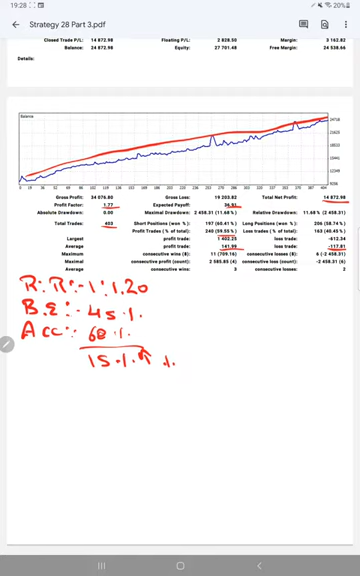 19:28
20%
Strategy 28 Part 3.pdf
Closed Trade P/L: 14 872.98 Floating P/L: 2 828.50 Margin: 3 162.82
Balance: 24 872.98 Equity: 27 701.48 Free Margin: 24 538.66
Details:
Balance
Gross Profit: 34 076.80 Gross Loss: 19 203.82 Total Net Profit: 14 872.98
Profit Factor: 1.77 Expected Payoff: 36.91
Absolute Drawdown: 0.00 Maximal Drawdown: 2 458.31 (11.68 %) Relative Drawdown: 11.68 % (2 458.31)
Total Trades: 403 Short Positions (won %): 197 (60.41%) Long Positions (won %): 206 (58.74%)
Profit Trades (% of total): 240 (59.55%) Loss trades (% of total): 163 (40.45%)
Largest profit trade: 1 402.25 loss trade: -612.34
Average profit trade: 141.99 loss trade: -117.81
Maximum consecutive wins ($): 11 (709.16) consecutive losses ($): 6 (-2 458.31)
Maximal consecutive profit (count): 2 585.85 (4) consecutive loss (count): -2 458.31 (6)
Average consecutive wins: 3 consecutive losses: 2
R:R:-1:1.20
B.E:-45%.
Acc:- 60%.
15%. %.